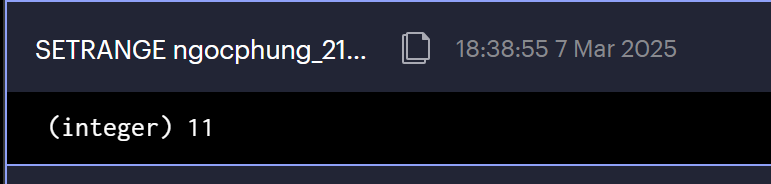 SETRANGE ngocphung_21... 18:38:55 7 Mar 2025
(integer) 11